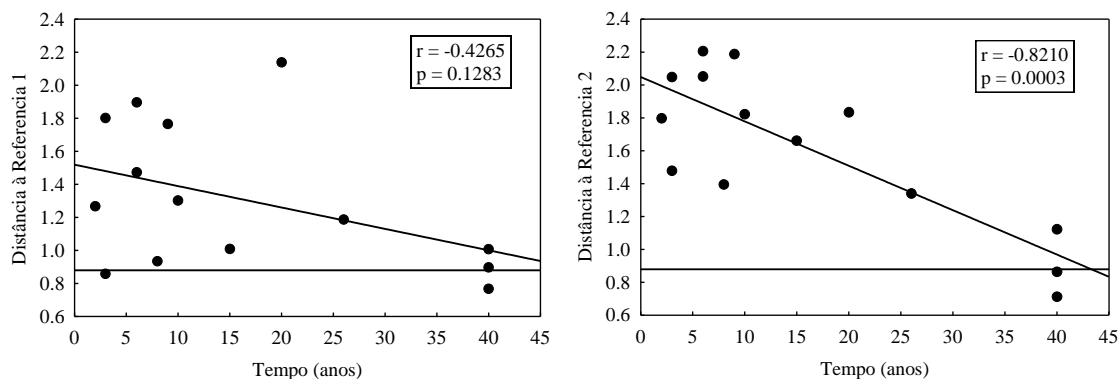 Distância à Referencia 1
2.4
2.2
2.0
1.8
1.6
1.4
1.2
1.0
0.8
0.6
r = -0.4265
p = 0.1283
0 5 10 15 20 25 30 35 40 45
Tempo (anos)
Distância à Referencia 2
2.4
2.2
2.0
1.8
1.6
1.4
1.2
1.0
0.8
0.6
r = -0.8210
p = 0.0003
0 5 10 15 20 25 30 35 40 45
Tempo (anos)